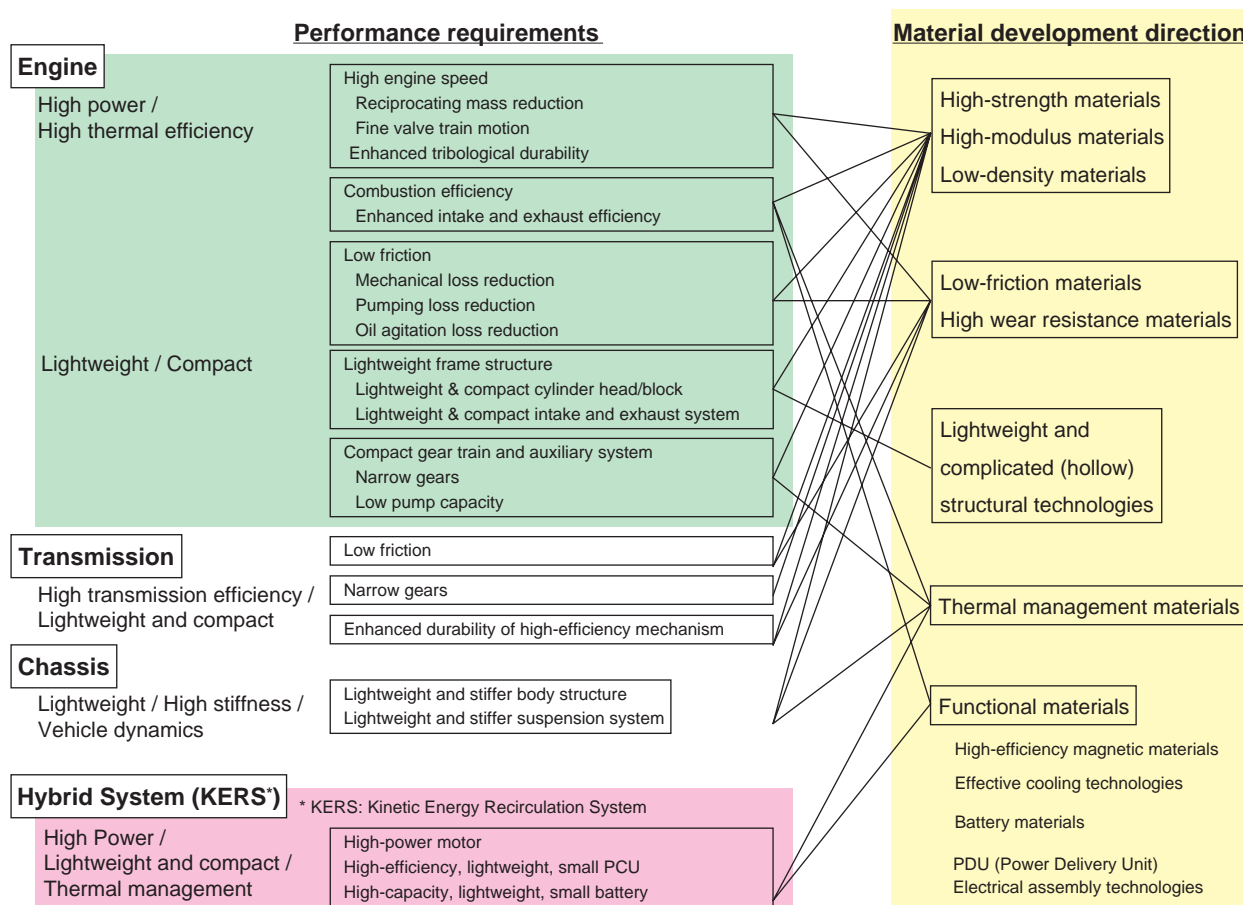 Performance requirements
Material development direction
Engine
High power /
High thermal efficiency
High engine speed
Reciprocating mass reduction
Fine valve train motion
Enhanced tribological durability
Combustion efficiency
Enhanced intake and exhaust efficiency
Low friction
Mechanical loss reduction
Pumping loss reduction
Oil agitation loss reduction
Lightweight / Compact
Lightweight frame structure
Lightweight & compact cylinder head/block
Lightweight & compact intake and exhaust system
Compact gear train and auxiliary system
Narrow gears
Low pump capacity
Transmission
High transmission efficiency /
Lightweight and compact
Low friction
Narrow gears
Enhanced durability of high-efficiency mechanism
Chassis
Lightweight / High stiffness /
Vehicle dynamics
Lightweight and stiffer body structure
Lightweight and stiffer suspension system
Hybrid System (KERS*)
* KERS: Kinetic Energy Recirculation System
High Power /
Lightweight and compact /
Thermal management
High-power motor
High-efficiency, lightweight, small PCU
High-capacity, lightweight, small battery
High-strength materials
High-modulus materials
Low-density materials
Low-friction materials
High wear resistance materials
Lightweight and
complicated (hollow)
structural technologies
Thermal management materials
Functional materials
High-efficiency magnetic materials
Effective cooling technologies
Battery materials
PDU (Power Delivery Unit)
Electrical assembly technologies